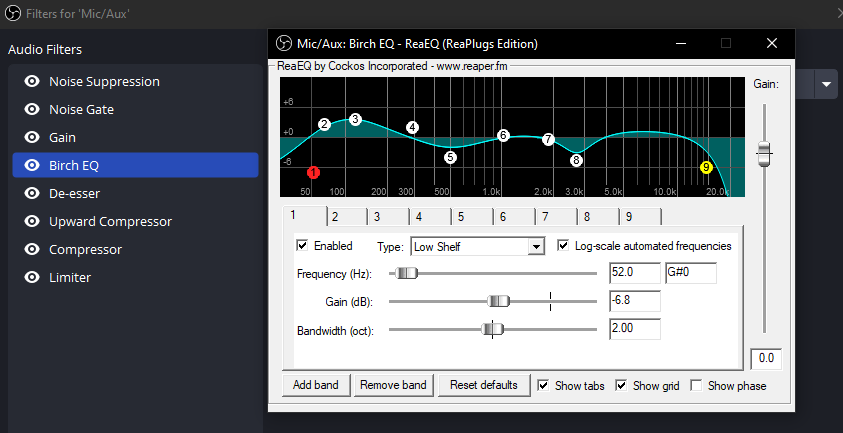 Filters for 'Mic/Aux'
Audio Filters
Noise Suppression
Noise Gate
Gain
Birch EQ
De-esser
Upward Compressor
Compressor
Limiter
Mic/Aux: Birch EQ - ReaEQ (ReaPlugs Edition)
ReaEQ by Cockos Incorporated - www.reaper.fm
Gain:
+6
+0
-6
1 2 3 4 5 6 7 8 9
50 100 200 300 500 1.0k 2.0k 3.0k 5.0k 10.0k 20.0k
1 2 3 4 5 6 7 8 9
Enabled Type: Low Shelf Log-scale automated frequencies
Frequency (Hz): 52.0 G#0
Gain (dB): -6.8
Bandwidth (oct): 2.00
0.0
Add band Remove band Reset defaults Show tabs Show grid Show phase